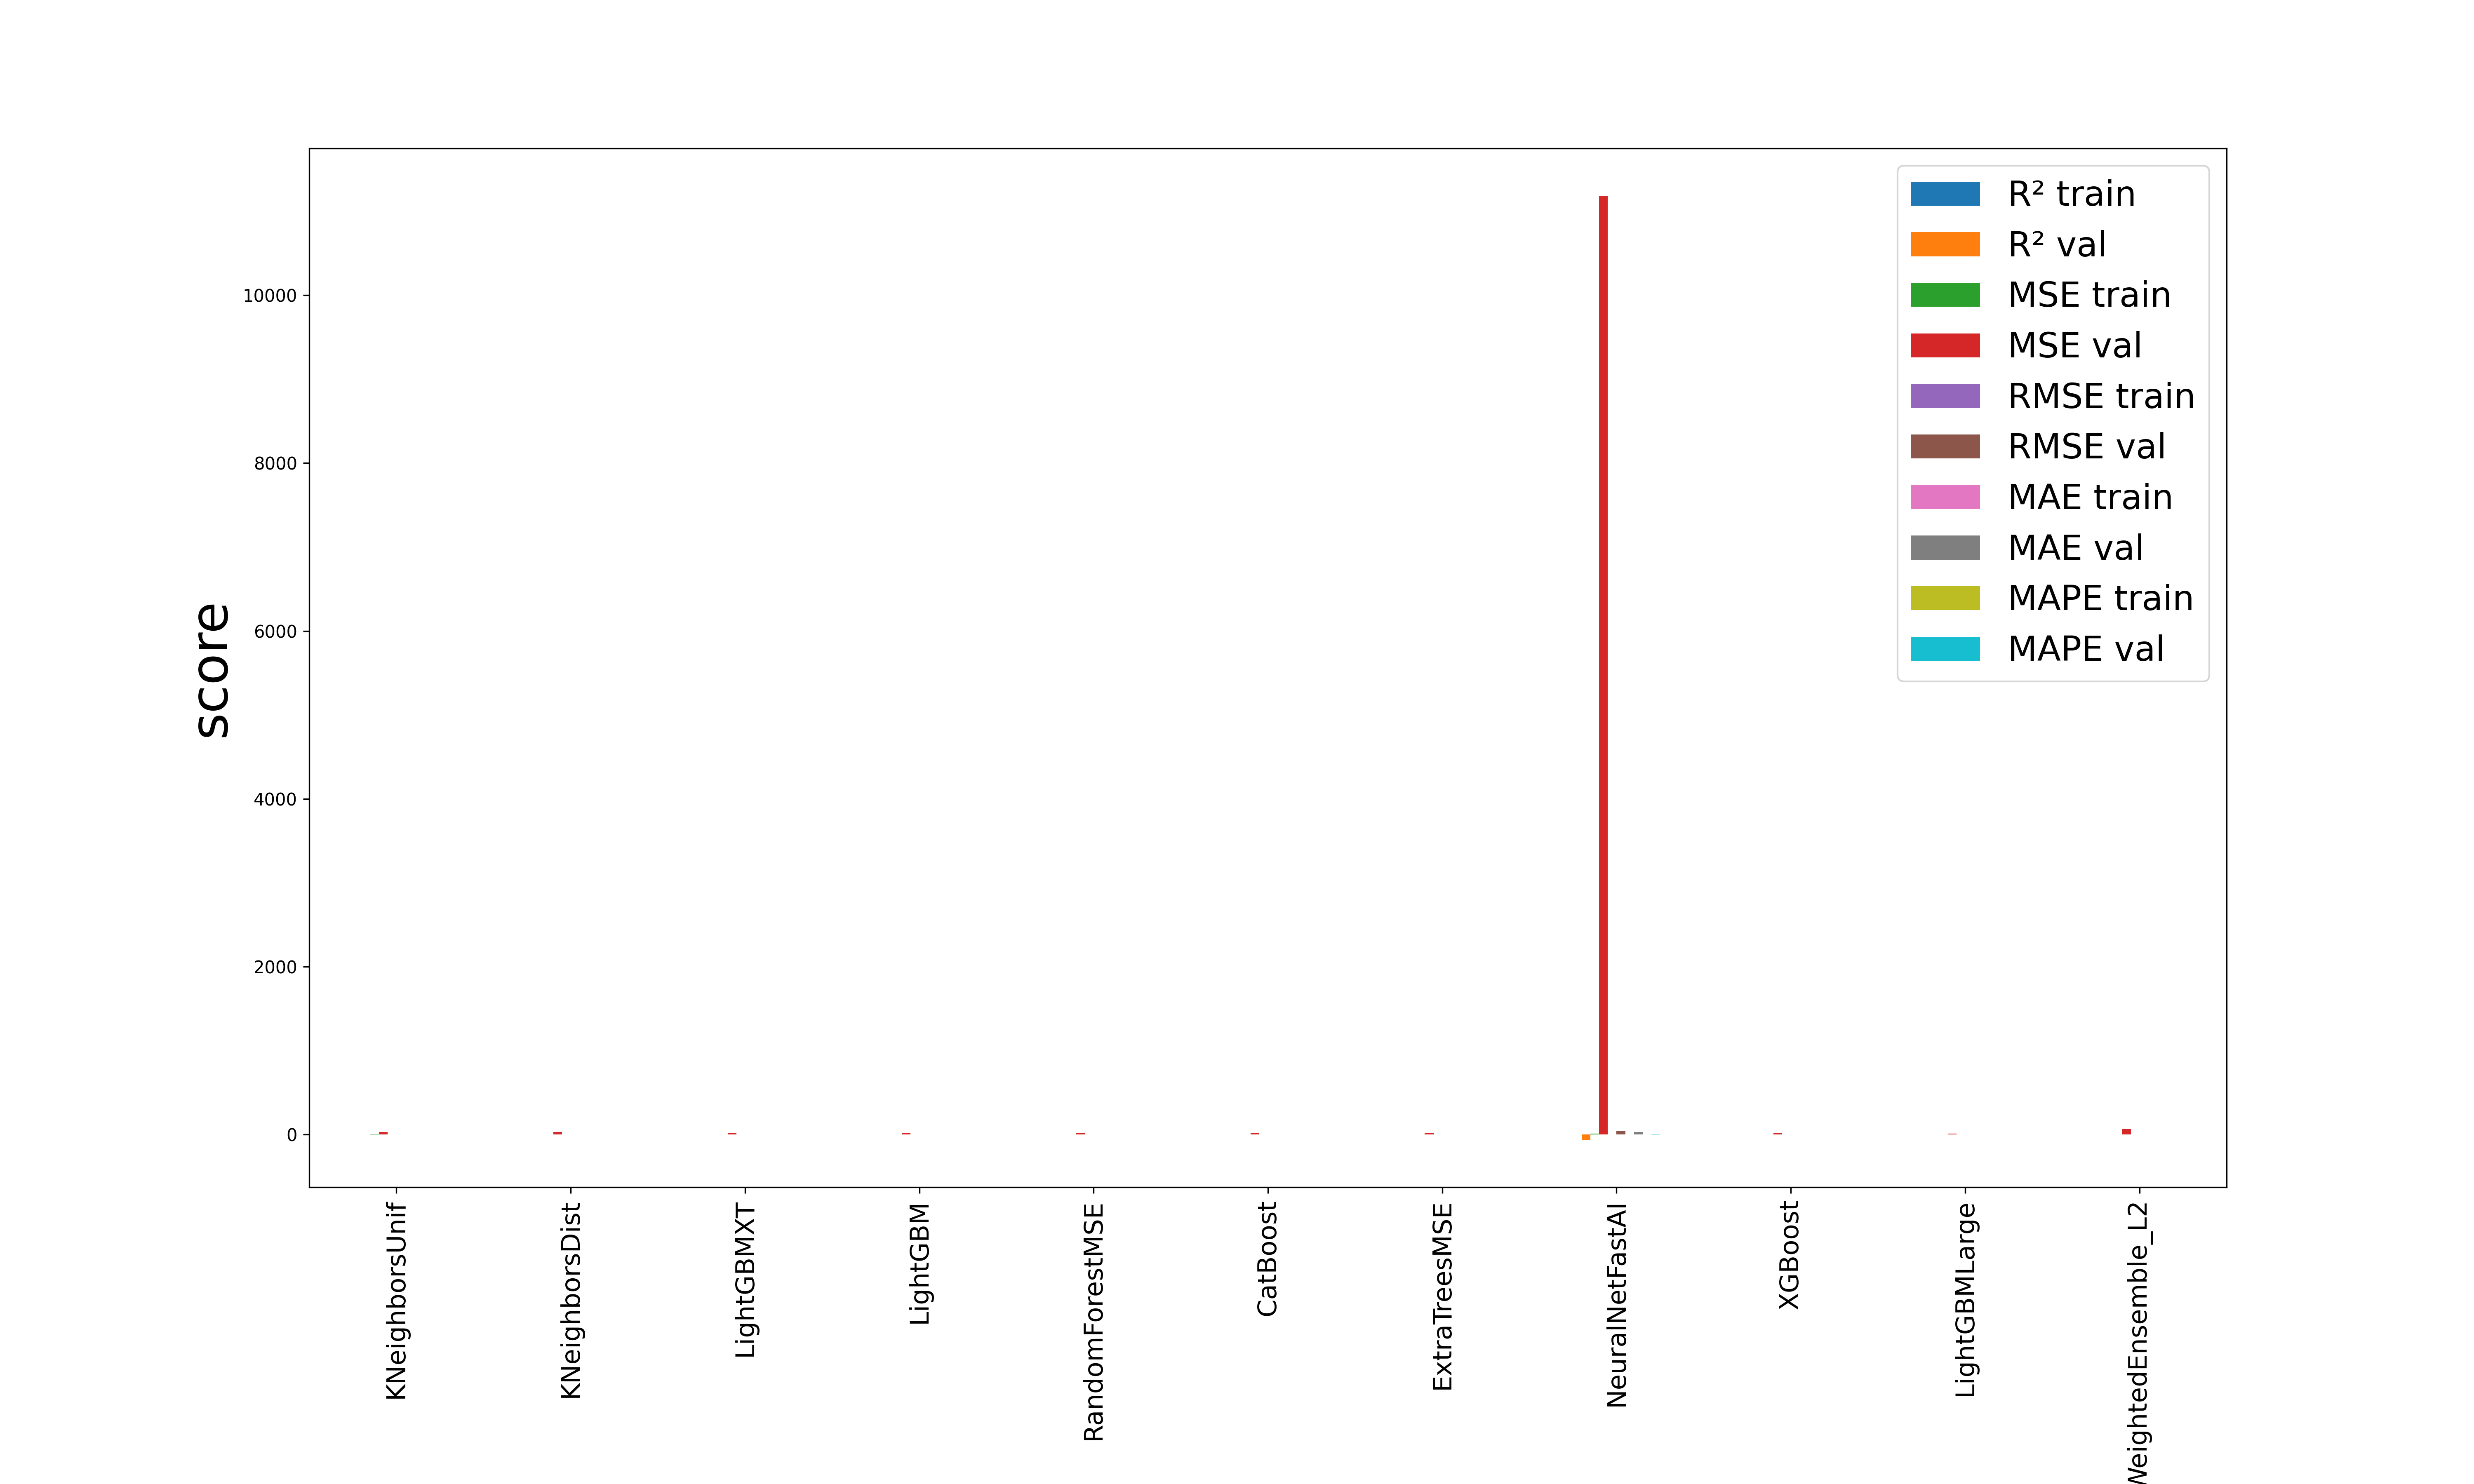 R² train
R² val
MSE train
MSE val
RMSE train
RMSE val
MAE train
MAE val
MAPE train
MAPE val
score
10000
8000
6000
4000
2000
0
KNeighborsUnif
KNeighborsDist
LightGBMXT
LightGBM
RandomForestMSE
CatBoost
ExtraTreesMSE
NeuralNetFastAI
XGBoost
LightGBMLarge
WeightedEnsemble_L2